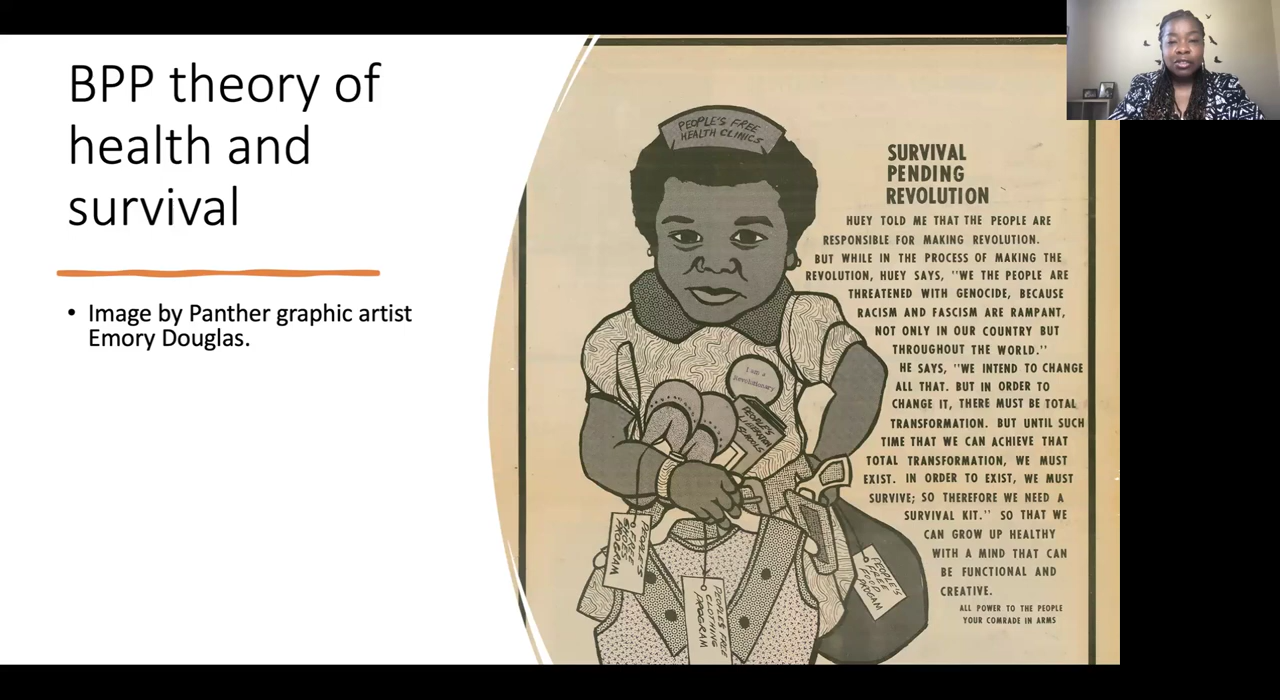 BPP theory of
health and
survival
• Image by Panther graphic artist
Emory Douglas.
PEOPLE'S FREE
HEALTH CLINICS
SURVIVAL
PENDING
REVOLUTION
HUEY TOLD ME THAT THE PEOPLE ARE
RESPONSIBLE FOR MAKING REVOLUTION.
BUT WHILE IN THE PROCESS OF MAKING THE
REVOLUTION, HUEY SAYS, "WE THE PEOPLE ARE
THREATENED WITH GENOCIDE, BECAUSE
RACISM AND FASCISM ARE RAMPANT,
NOT ONLY IN OUR COUNTRY BUT
THROUGHOUT THE WORLD."
HE SAYS, "WE INTEND TO CHANGE
ALL THAT. BUT IN ORDER TO
CHANGE IT, THERE MUST BE TOTAL
TRANSFORMATION. BUT UNTIL SUCH
TIME THAT WE CAN ACHIEVE THAT
TOTAL TRANSFORMATION, WE MUST
EXIST. IN ORDER TO EXIST, WE MUST
SURVIVE; SO THEREFORE WE NEED A
SURVIVAL KIT." SO THAT WE
CAN GROW UP HEALTHY
WITH A MIND THAT CAN
BE FUNCTIONAL AND
CREATIVE.
ALL POWER TO THE PEOPLE
YOUR COMRADE IN ARMS
I am a
Revolutionary
PEOPLE'S
LIBERATION
SCHOOLS
PEOPLE'S
FREE
SHOES
PROGRAM
PEOPLES FREE
CLOTHING
PROGRAM
PEOPLE'S
FREE
FOOD
PROGAM